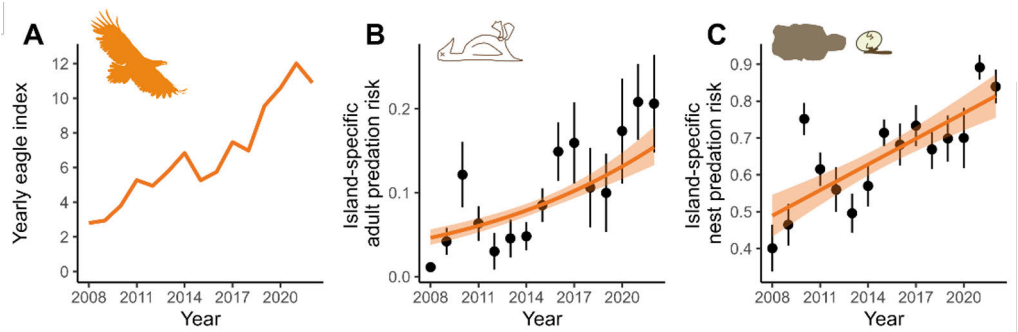 A
Yearly eagle index
12
10
8
6
4
2
0
2008 2011 2014 2017 2020
Year
B
Island-specific
adult predation risk
0.2
0.1
0.0
2008 2011 2014 2017 2020
Year
C
Island-specific
nest predation risk
0.9
0.8
0.7
0.6
0.5
0.4
2008 2011 2014 2017 2020
Year